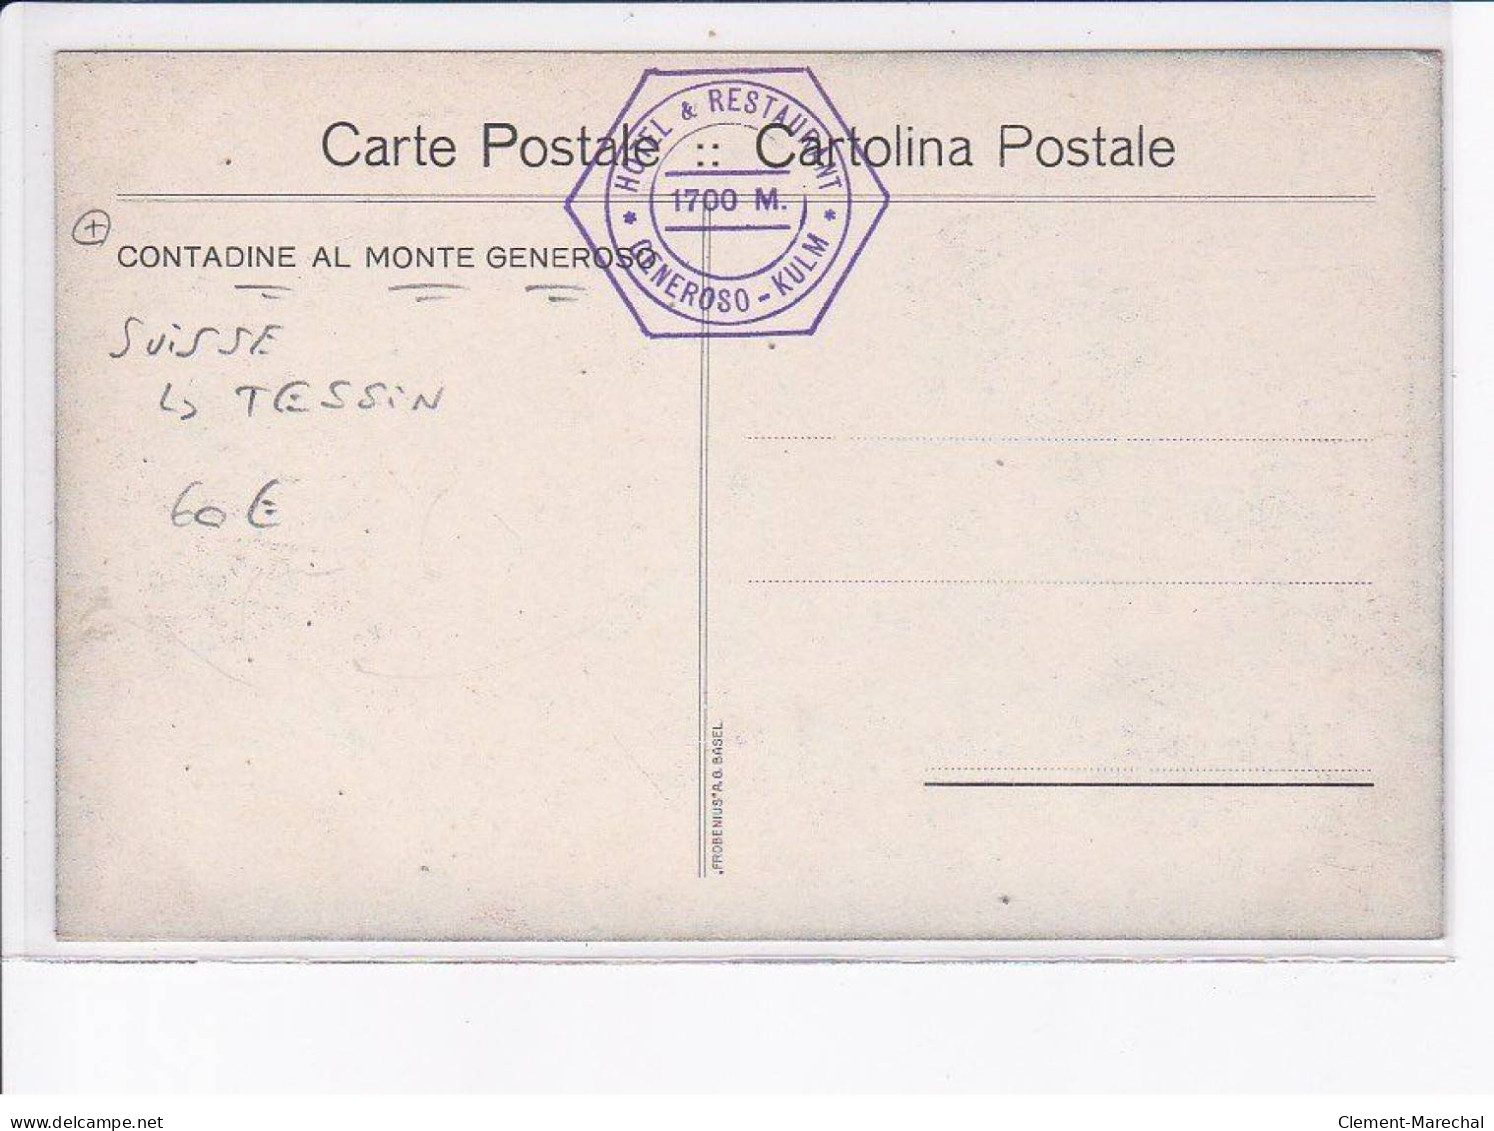 Carte Postale :: Cartolina Postale
HOTEL & RESTAURANT
1700 M.
* GENEROSO - KULM *
+
CONTADINE AL MONTE GENEROSO
SUISSE
↳ TESSIN
60 €
„FROBENIUS" A.G. BASEL
delcampe.net
Clement-Marechal